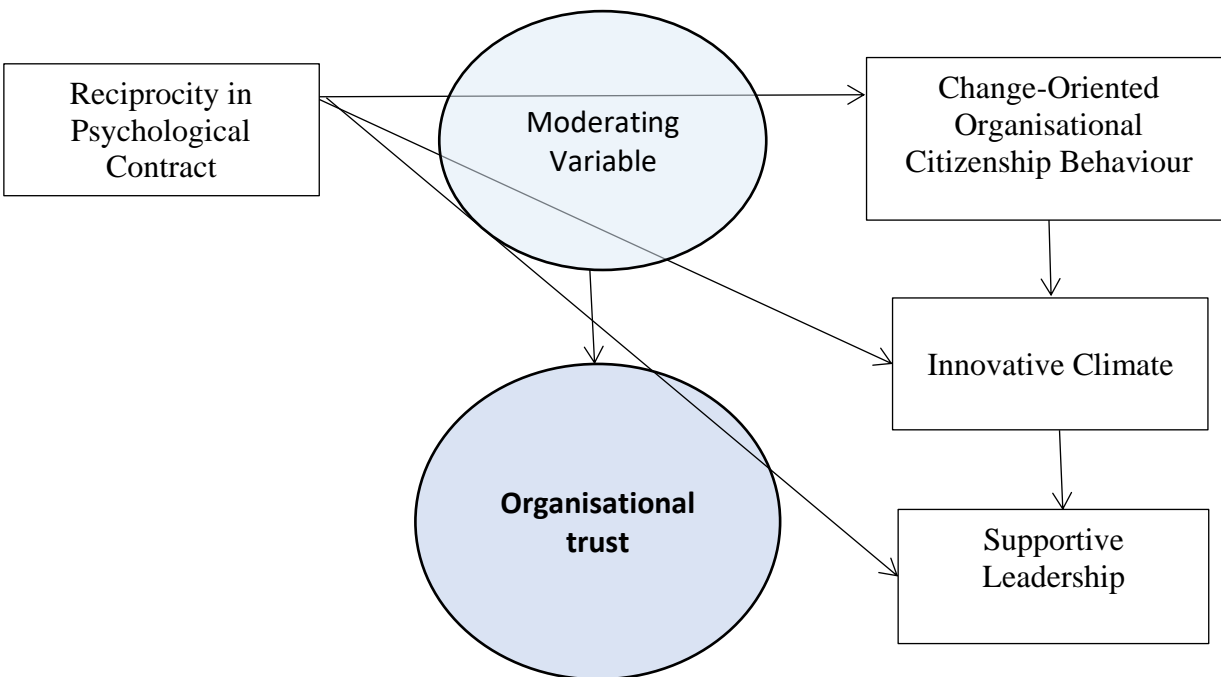 Reciprocity in
Psychological
Contract
Moderating
Variable
Change-Oriented
Organisational
Citizenship Behaviour
Innovative Climate
Organisational
trust
Supportive
Leadership